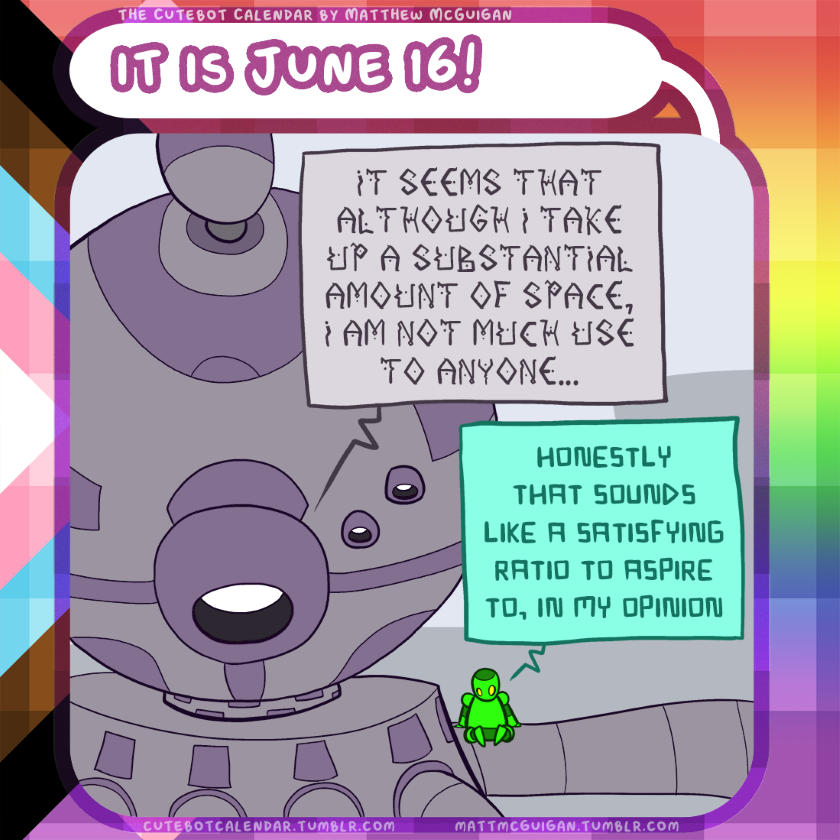 THE CUTEBOT CALENDAR BY MATTHEW MCGUIGAN
IT IS JUNE 16!
IT SEEMS THAT
ALTHOUGH I TAKE
UP A SUBSTANTIAL
AMOUNT OF SPACE,
I AM NOT MUCH USE
TO ANYONE...
HONESTLY
THAT SOUNDS
LIKE A SATISFYING
RATIO TO ASPIRE
TO, IN MY OPINION
CUTEBOTCALENDAR.TUMBLR.COM
MATTMCGUIGAN.TUMBLR.COM